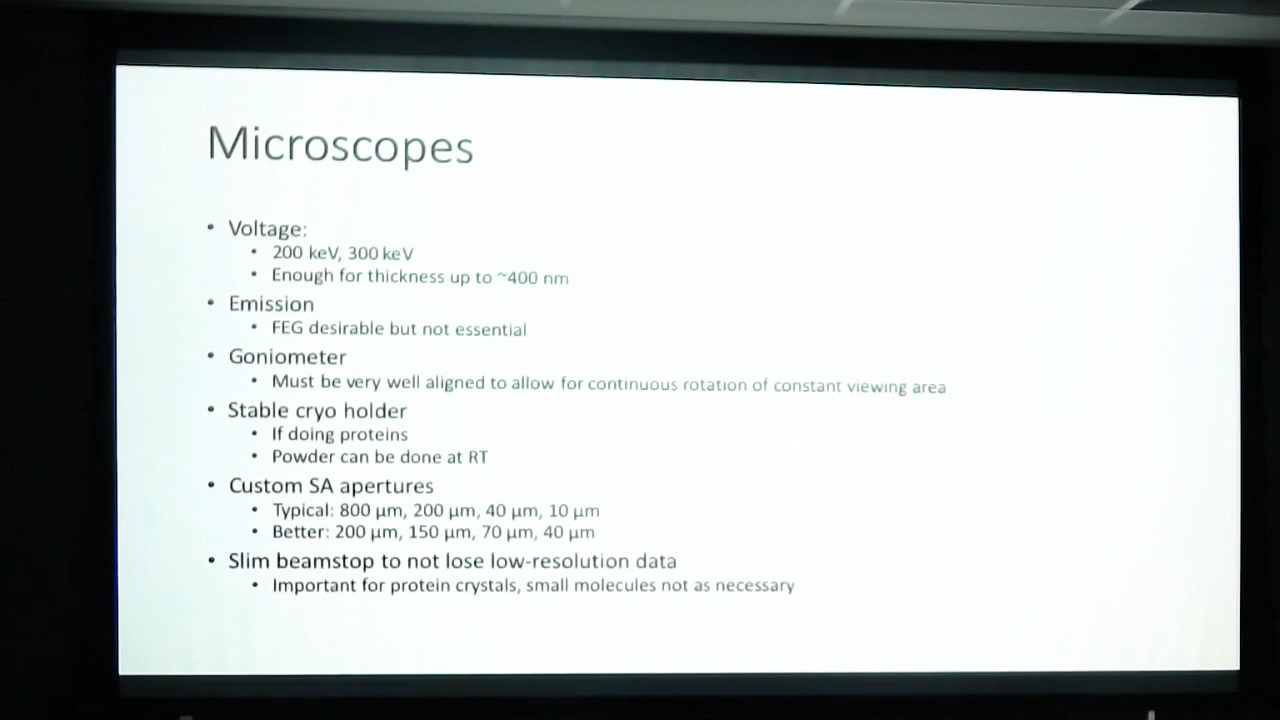 Microscopes
• Voltage:
• 200 keV, 300 keV
• Enough for thickness up to ~400 nm
• Emission
• FEG desirable but not essential
• Goniometer
• Must be very well aligned to allow for continuous rotation of constant viewing area
• Stable cryo holder
• If doing proteins
• Powder can be done at RT
• Custom SA apertures
• Typical: 800 µm, 200 µm, 40 µm, 10 µm
• Better: 200 µm, 150 µm, 70 µm, 40 µm
• Slim beamstop to not lose low-resolution data
• Important for protein crystals, small molecules not as necessary